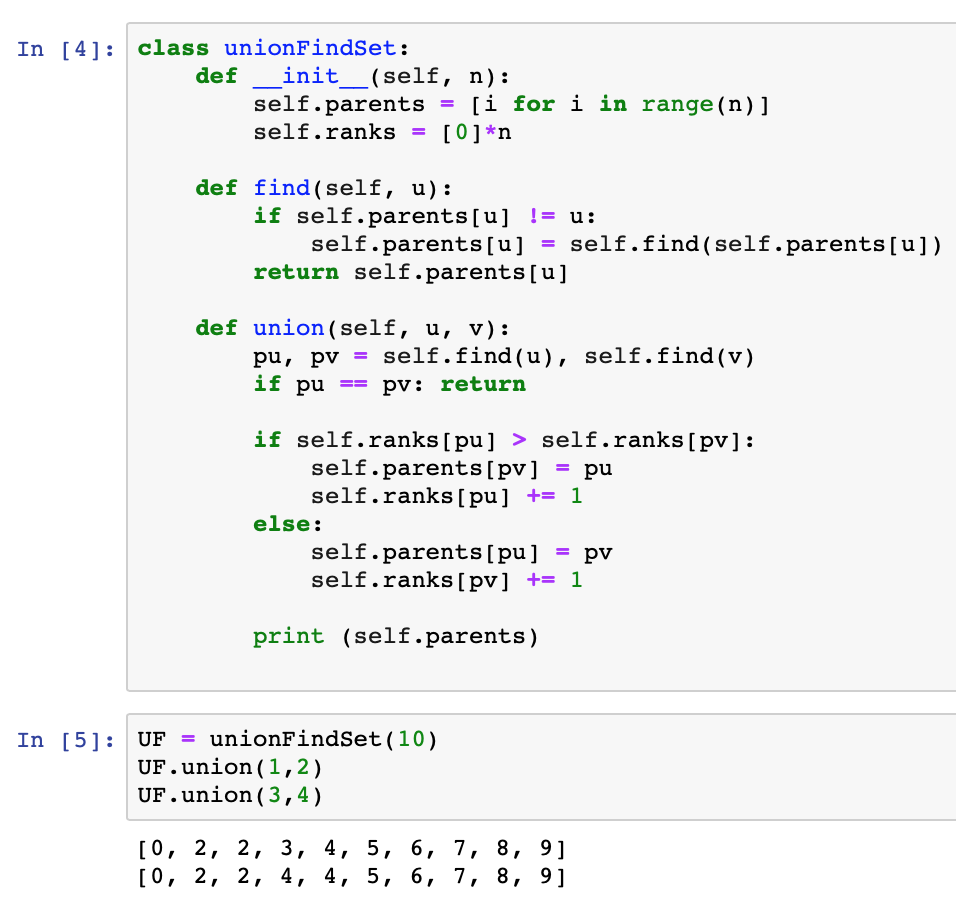 In [4]: class unionFindSet:
    def __init__(self, n):
        self.parents = [i for i in range(n)]
        self.ranks = [0]*n

    def find(self, u):
        if self.parents[u] != u:
            self.parents[u] = self.find(self.parents[u])
        return self.parents[u]

    def union(self, u, v):
        pu, pv = self.find(u), self.find(v)
        if pu == pv: return

        if self.ranks[pu] > self.ranks[pv]:
            self.parents[pv] = pu
            self.ranks[pu] += 1
        else:
            self.parents[pu] = pv
            self.ranks[pv] += 1

        print (self.parents)

In [5]: UF = unionFindSet(10)
UF.union(1,2)
UF.union(3,4)

[0, 2, 2, 3, 4, 5, 6, 7, 8, 9]
[0, 2, 2, 4, 4, 5, 6, 7, 8, 9]